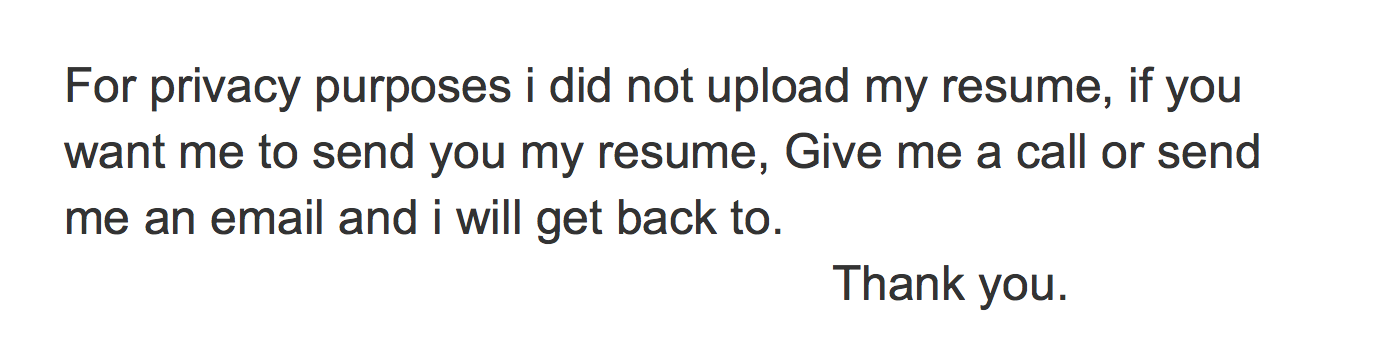 For privacy purposes i did not upload my resume, if you
want me to send you my resume, Give me a call or send
me an email and i will get back to.
Thank you.